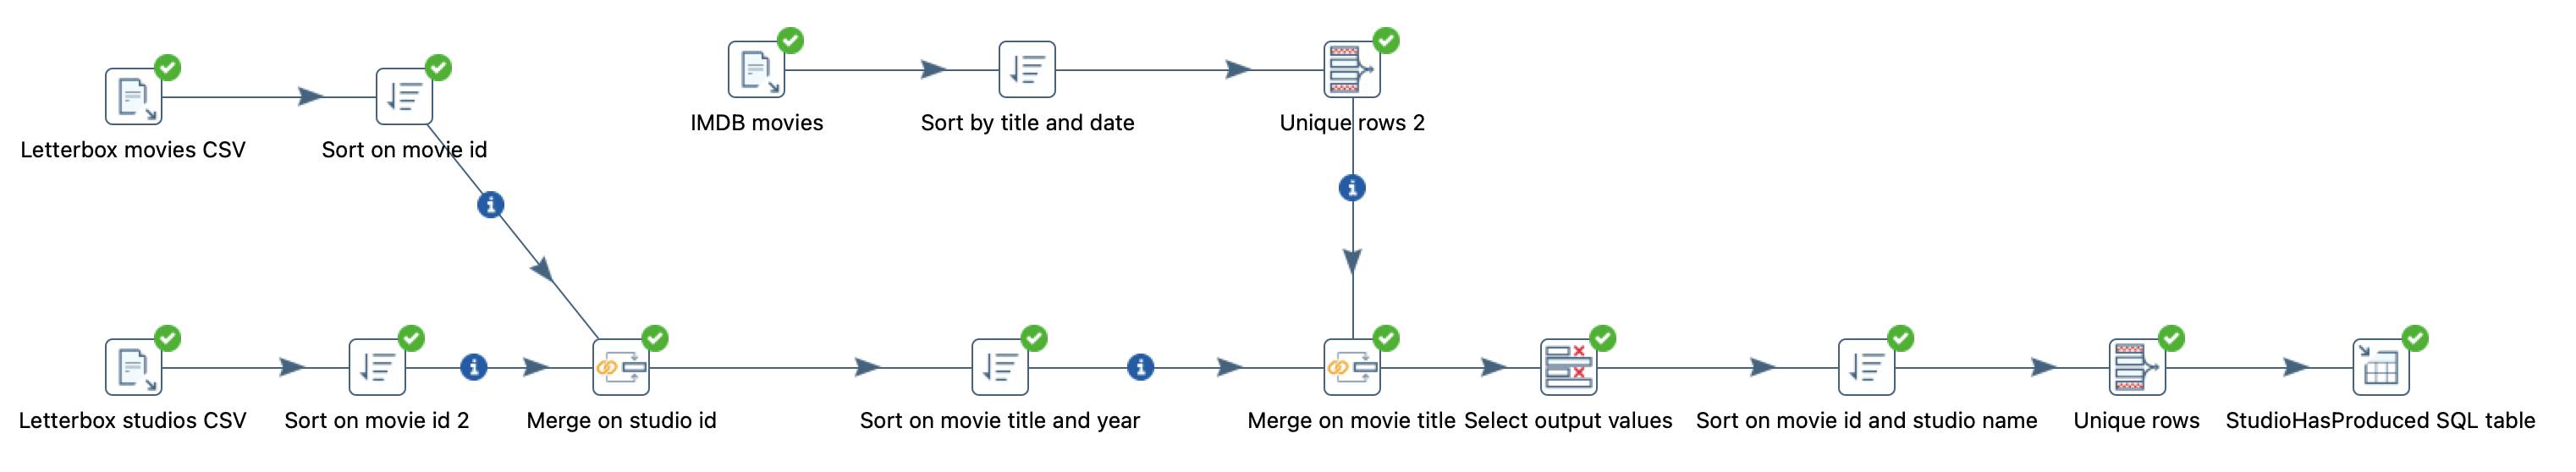 IMDB movies
Sort by title and date
Unique rows 2
Letterbox movies CSV
Sort on movie id
Letterbox studios CSV
Sort on movie id 2
Merge on studio id
Sort on movie title and year
Merge on movie title
Select output values
Sort on movie id and studio name
Unique rows
StudioHasProduced SQL table